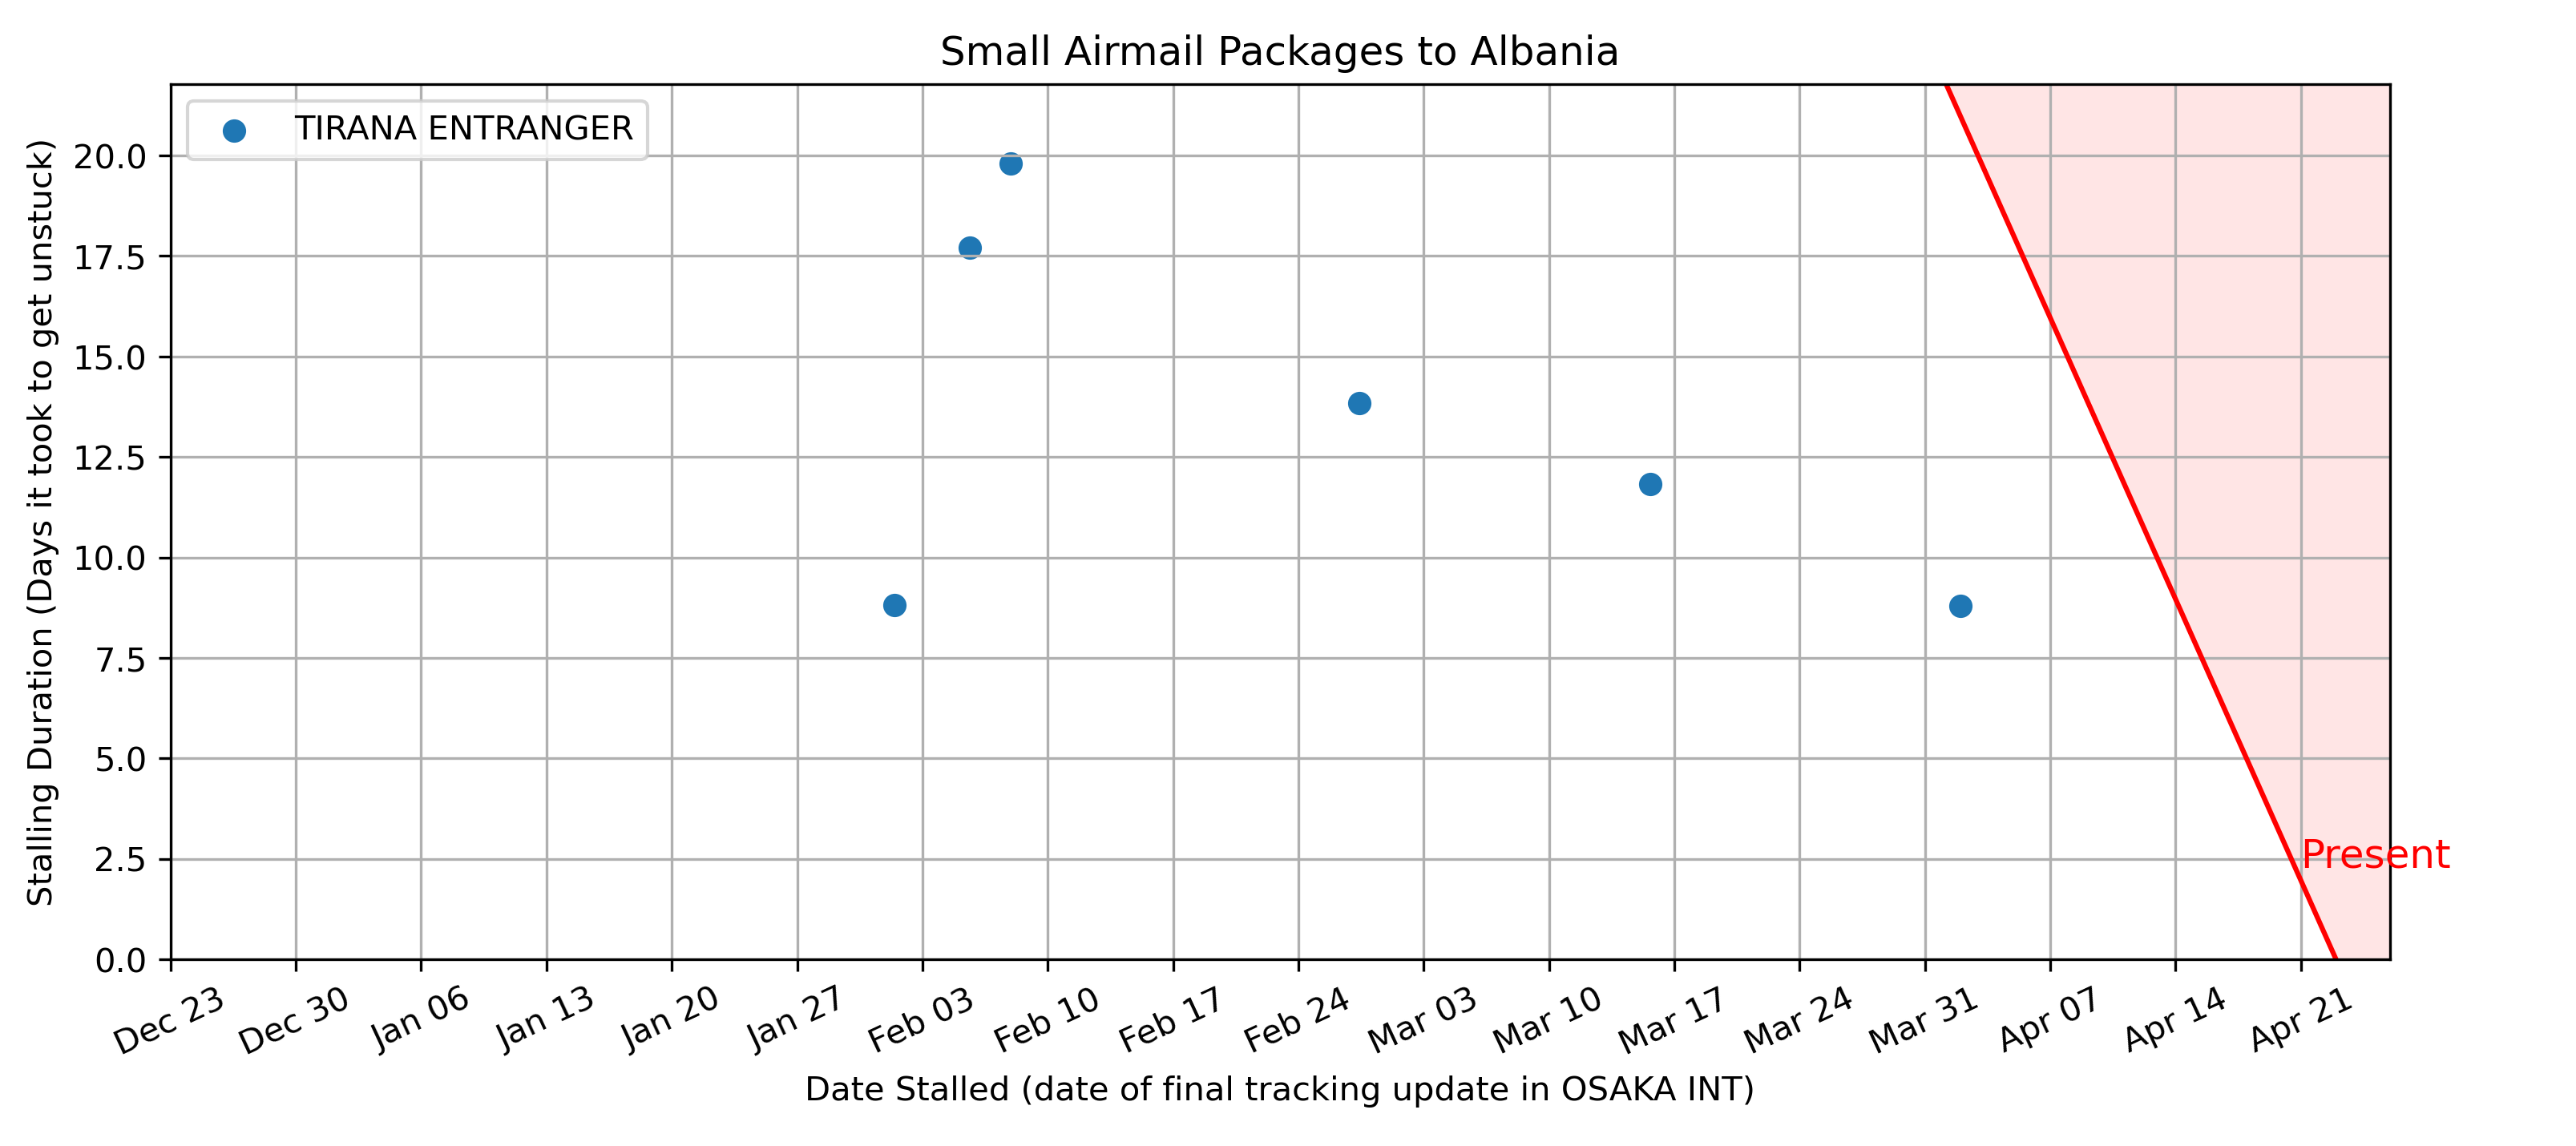 Small Airmail Packages to Albania
TIRANA ENTRANGER
Stalling Duration (Days it took to get unstuck)
20.0
17.5
15.0
12.5
10.0
7.5
5.0
2.5
0.0
Present
Dec 23 Dec 30 Jan 06 Jan 13 Jan 20 Jan 27 Feb 03 Feb 10 Feb 17 Feb 24 Mar 03 Mar 10 Mar 17 Mar 24 Mar 31 Apr 07 Apr 14 Apr 21
Date Stalled (date of final tracking update in OSAKA INT)